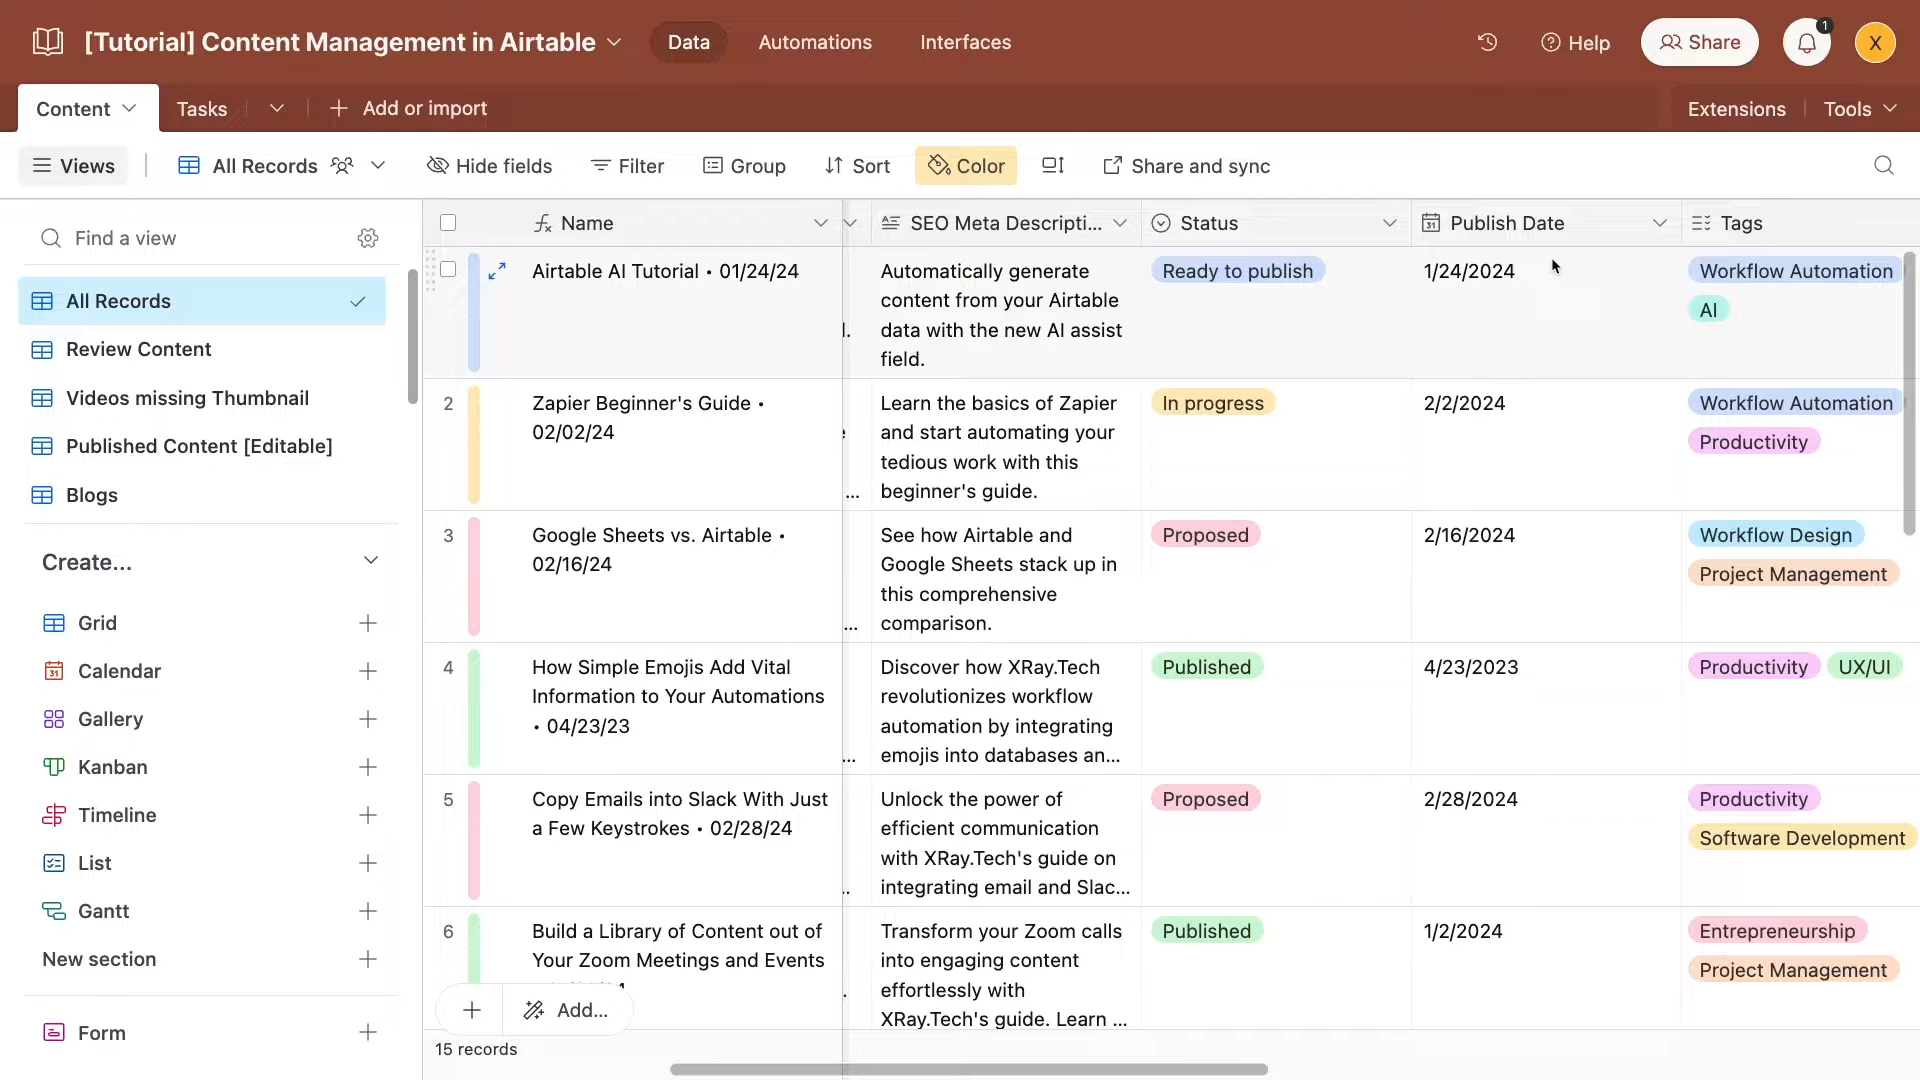 [Tutorial] Content Management in Airtable
Data
Automations
Interfaces
Help
Share
1
X
Content
Tasks
Add or import
Extensions
Tools
Views
All Records
Hide fields
Filter
Group
Sort
Color
Share and sync
Find a view
All Records
Review Content
Videos missing Thumbnail
Published Content [Editable]
Blogs
Create...
Grid
Calendar
Gallery
Kanban
Timeline
List
Gantt
New section
Form
Name
SEO Meta Descripti...
Status
31
Publish Date
Tags
Airtable AI Tutorial • 01/24/24
Automatically generate
content from your Airtable
data with the new AI assist
field.
Ready to publish
1/24/2024
Workflow Automation
AI
2
Zapier Beginner's Guide •
02/02/24
...
Learn the basics of Zapier
and start automating your
tedious work with this
beginner's guide.
In progress
2/2/2024
Workflow Automation
Productivity
3
Google Sheets vs. Airtable •
02/16/24
...
See how Airtable and
Google Sheets stack up in
this comprehensive
comparison.
Proposed
2/16/2024
Workflow Design
Project Management
4
How Simple Emojis Add Vital
Information to Your Automations
• 04/23/23
...
Discover how XRay.Tech
revolutionizes workflow
automation by integrating
emojis into databases an...
Published
4/23/2023
Productivity
UX/UI
5
Copy Emails into Slack With Just
a Few Keystrokes • 02/28/24
Unlock the power of
efficient communication
with XRay.Tech's guide on
integrating email and Slac...
Proposed
2/28/2024
Productivity
Software Development
6
Build a Library of Content out of
Your Zoom Meetings and Events
Transform your Zoom calls
into engaging content
effortlessly with
XRay.Tech's guide. Learn ...
Published
1/2/2024
Entrepreneurship
Project Management
Add...
15 records